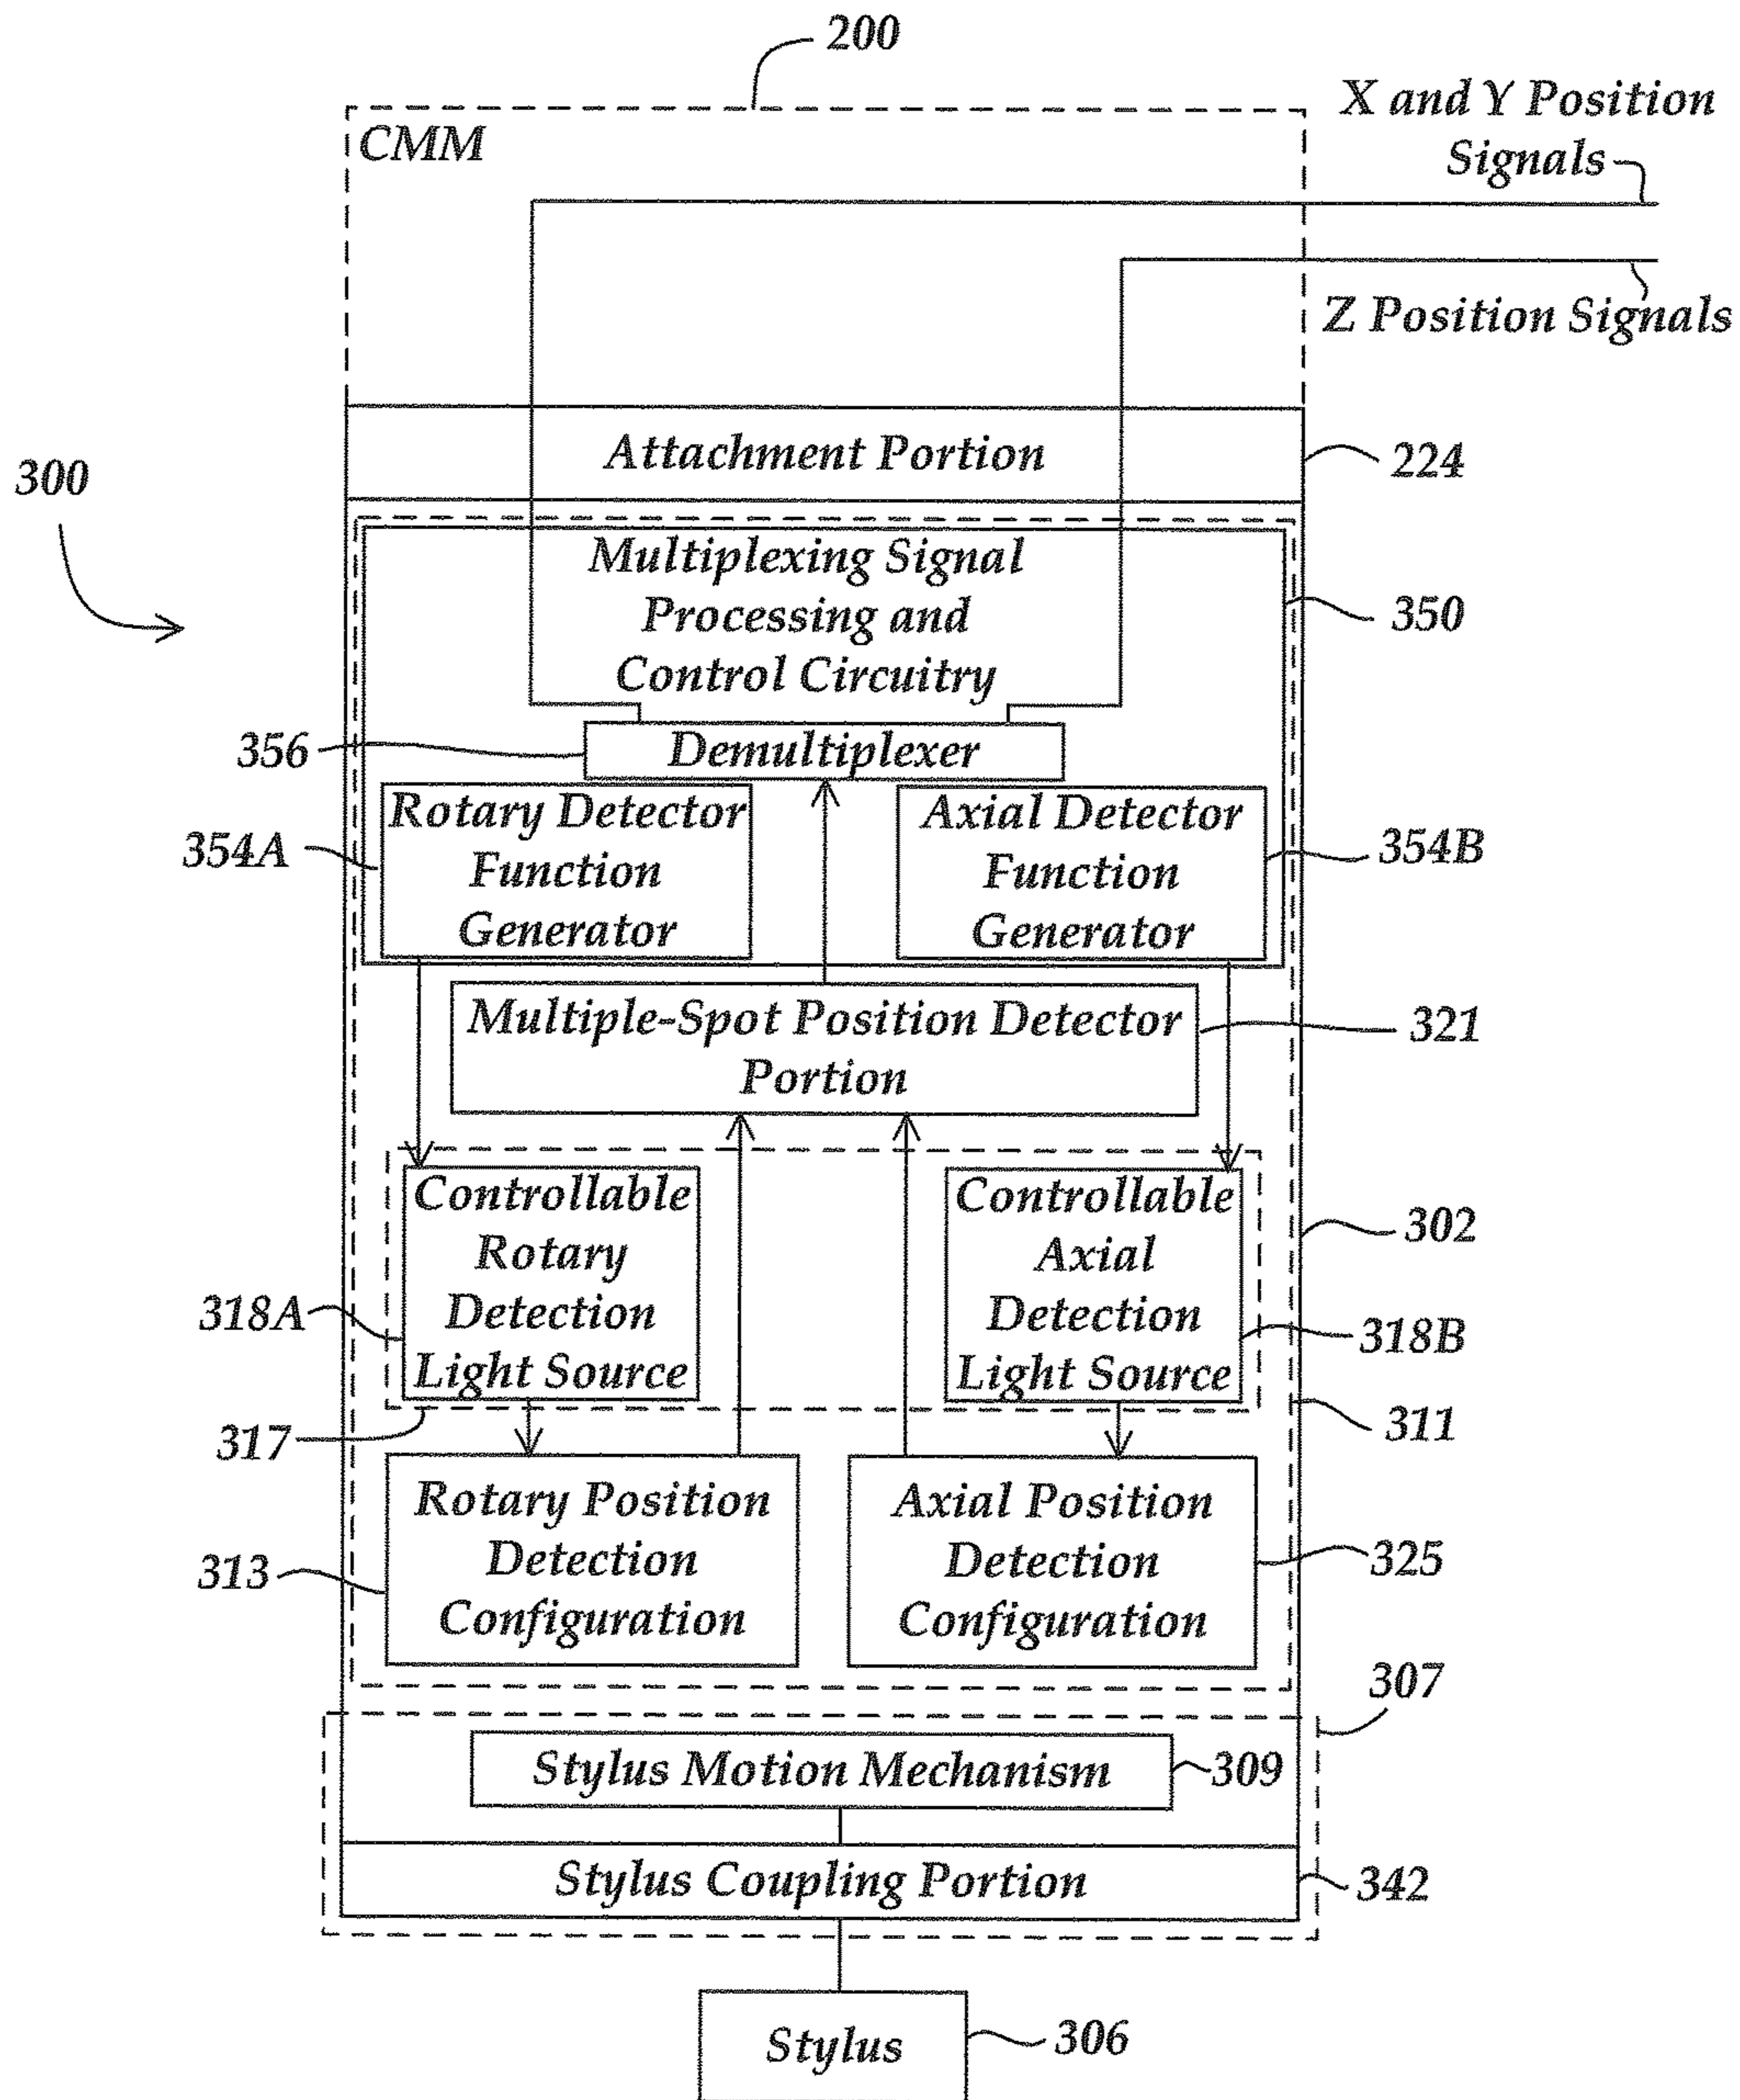 200
X and Y Position
Signals
CMM
Z Position Signals
Attachment Portion
224
300
Multiplexing Signal
Processing and
Control Circuitry
350
356
Demultiplexer
Rotary Detector
Function
Generator
354A
Axial Detector
Function
Generator
354B
Multiple-Spot Position Detector
Portion
321
Controllable
Rotary
Detection
Light Source
318A
Controllable
Axial
Detection
Light Source
302
318B
317
311
Rotary Position
Detection
Configuration
313
Axial Position
Detection
Configuration
325
307
Stylus Motion Mechanism
309
Stylus Coupling Portion
342
Stylus
306